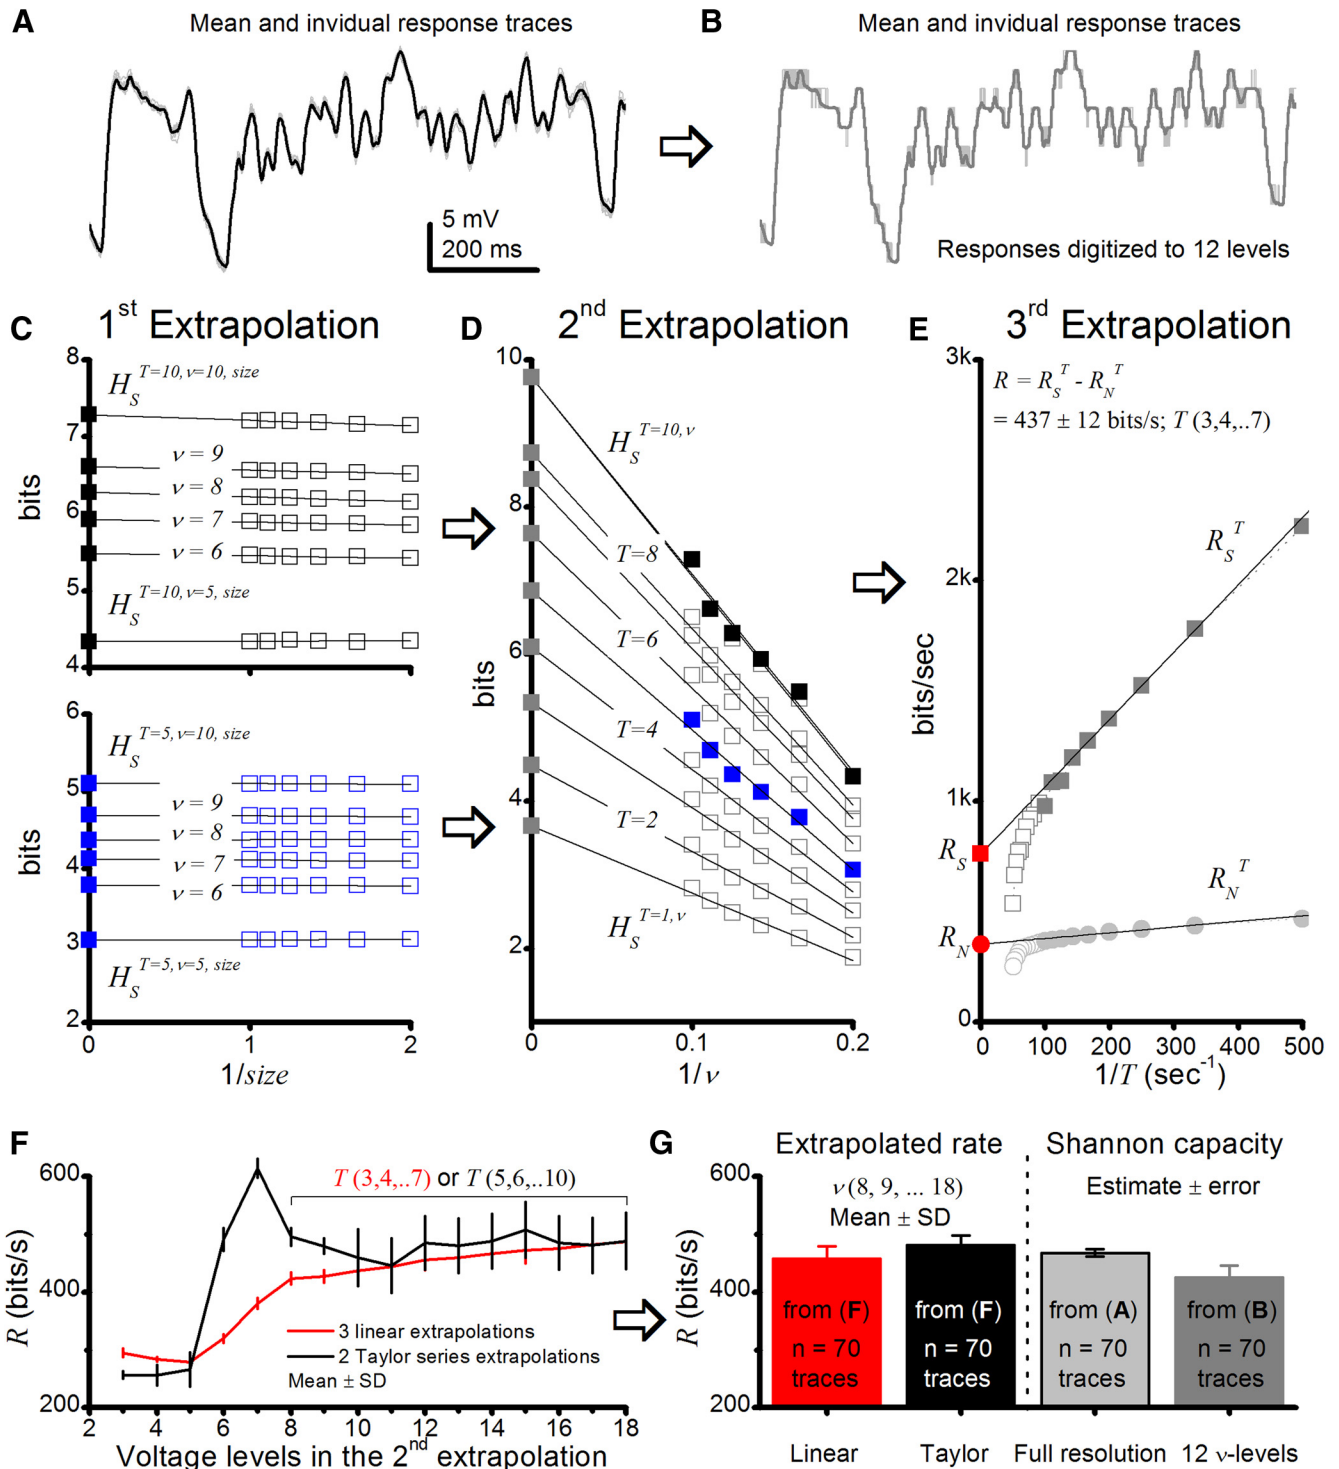 A
Mean and invidual response traces
5 mV
200 ms
B
Mean and invidual response traces
Responses digitized to 12 levels
C
1st Extrapolation
8
7
6
5
4
bits
H_S^{T=10, ν=10, size}
ν = 9
ν = 8
ν = 7
ν = 6
H_S^{T=10, ν=5, size}
6
5
4
3
2
bits
H_S^{T=5, ν=10, size}
ν = 9
ν = 8
ν = 7
ν = 6
H_S^{T=5, ν=5, size}
0 1 2
1/size
D
2nd Extrapolation
10
8
6
4
2
bits
H_S^{T=10, ν}
T=8
T=6
T=4
T=2
H_S^{T=1, ν}
0 0.1 0.2
1/ν
E
3rd Extrapolation
3k
2k
1k
0
bits/sec
R = R_S^T - R_N^T
= 437 ± 12 bits/s; T (3,4,..7)
R_S^T
R_S
R_N^T
R_N
0 100 200 300 400 500
1/T (sec-1)
F
600
400
200
R (bits/s)
T (3,4,..7) or T (5,6,..10)
3 linear extrapolations
2 Taylor series extrapolations
Mean ± SD
2 4 6 8 10 12 14 16 18
Voltage levels in the 2nd extrapolation
G
Extrapolated rate
ν (8, 9, ... 18)
Mean ± SD
Shannon capacity
Estimate ± error
600
400
200
R (bits/s)
from (F)
n = 70
traces
from (F)
n = 70
traces
from (A)
n = 70
traces
from (B)
n = 70
traces
Linear Taylor Full resolution 12 ν-levels